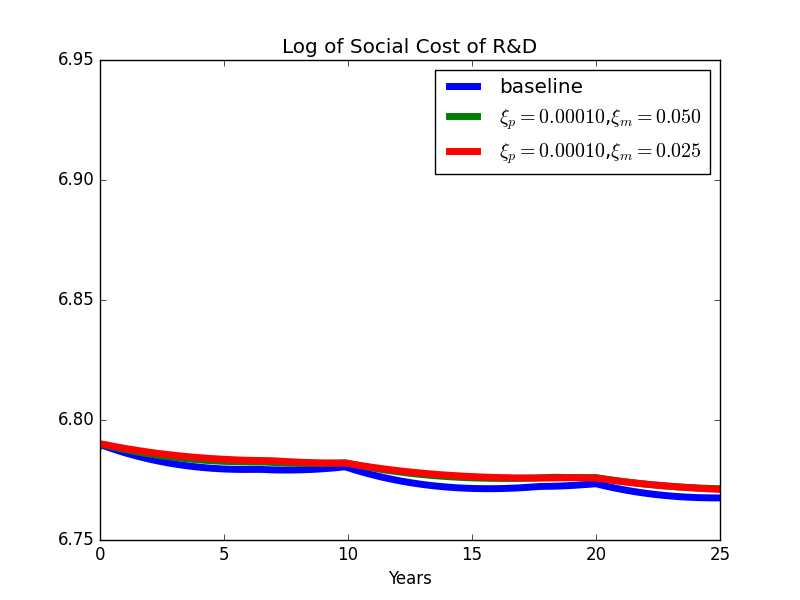 Log of Social Cost of R&D
6.95
6.90
6.85
6.80
6.75
baseline
ξₚ = 0.00010,ξₘ = 0.050
ξₚ = 0.00010,ξₘ = 0.025
0 5 10 15 20 25
Years